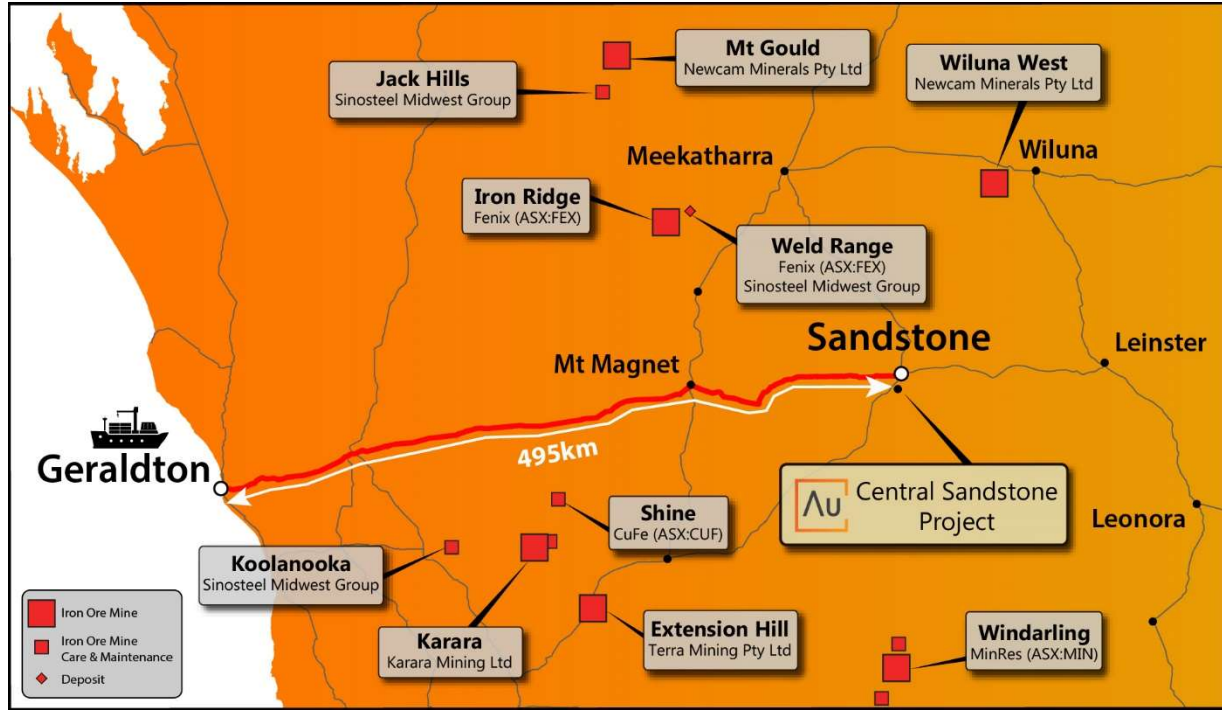 Mt Gould
Newcam Minerals Pty Ltd
Jack Hills
Sinosteel Midwest Group
Wiluna West
Newcam Minerals Pty Ltd
Meekatharra
Wiluna
Iron Ridge
Fenix (ASX:FEX)
Weld Range
Fenix (ASX:FEX)
Sinosteel Midwest Group
Sandstone
Leinster
Mt Magnet
495km
Geraldton
Au
Central Sandstone
Project
Leonora
Shine
CuFe (ASX:CUF)
Koolanooka
Sinosteel Midwest Group
Karara
Karara Mining Ltd
Extension Hill
Terra Mining Pty Ltd
Windarling
MinRes (ASX:MIN)
Iron Ore Mine
Iron Ore Mine
Care & Maintenance
Deposit